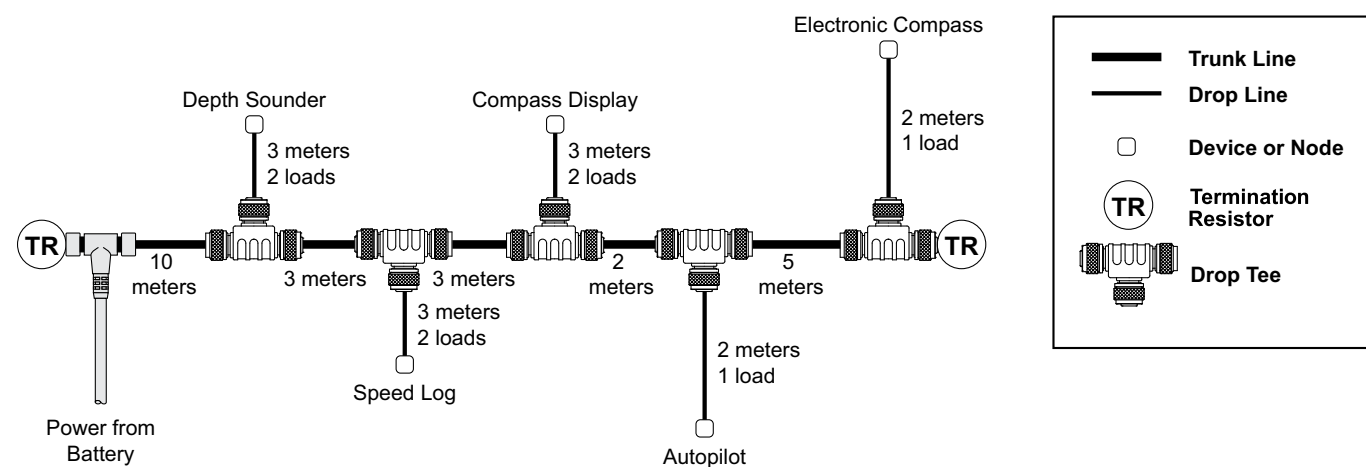 Electronic Compass
2 meters
1 load
Depth Sounder
3 meters
2 loads
Compass Display
3 meters
2 loads
TR
10
meters
3 meters
3 meters
2
meters
5
meters
TR
3 meters
2 loads
Speed Log
2 meters
1 load
Autopilot
Power from
Battery
Trunk Line
Drop Line
Device or Node
TR
Termination
Resistor
Drop Tee